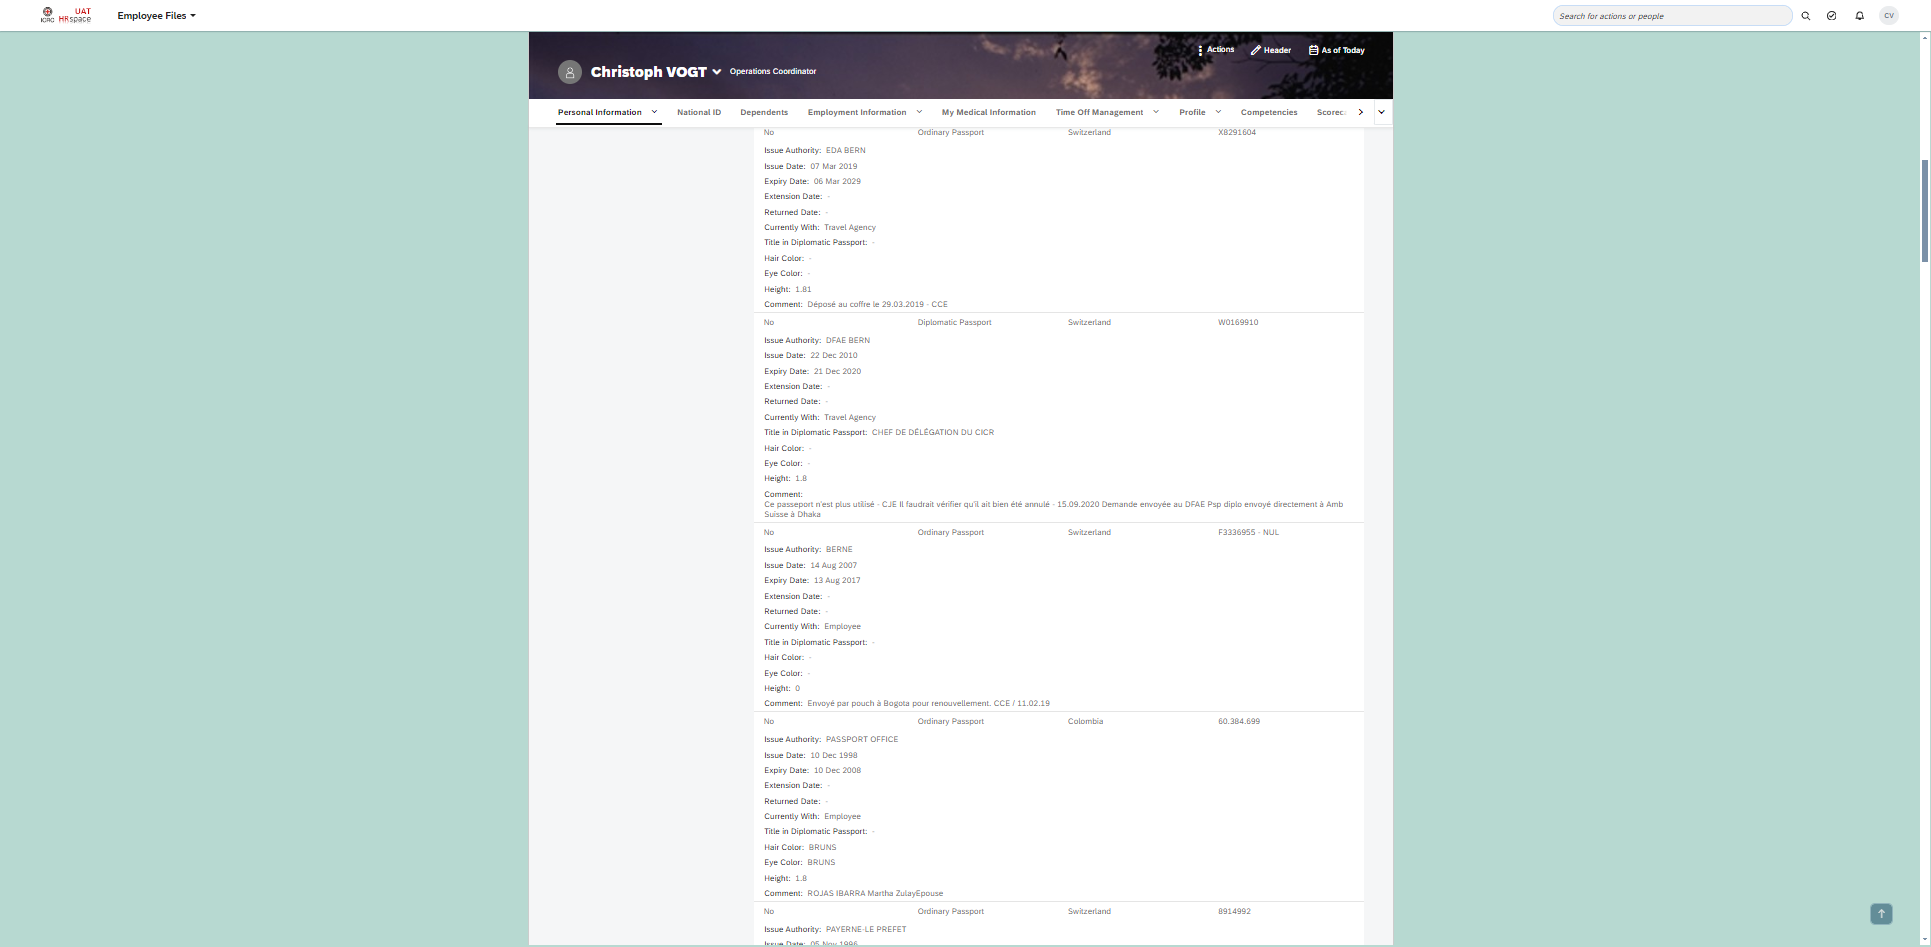 ICRC UAT HRspace Employee Files Search for actions or people CV
Actions Header As of Today
Christoph VOGT Operations Coordinator
Personal Information National ID Dependents Employment Information My Medical Information Time Off Management Profile Competencies Scorec
No Ordinary Passport Switzerland X8291604
Issue Authority: EDA BERN
Issue Date: 07 Mar 2019
Expiry Date: 06 Mar 2029
Extension Date: -
Returned Date: -
Currently With: Travel Agency
Title in Diplomatic Passport: -
Hair Color: -
Eye Color: -
Height: 1.81
Comment: Déposé au coffre le 29.03.2019 - CCE
No Diplomatic Passport Switzerland W0169910
Issue Authority: DFAE BERN
Issue Date: 22 Dec 2010
Expiry Date: 21 Dec 2020
Extension Date: -
Returned Date: -
Currently With: Travel Agency
Title in Diplomatic Passport: CHEF DE DÉLÉGATION DU CICR
Hair Color: -
Eye Color: -
Height: 1.8
Comment:
Ce passeport n'est plus utilisé - CJE Il faudrait vérifier qu'il ait bien été annulé - 15.09.2020 Demande envoyée au DFAE Psp diplo envoyé directement à Amb
Suisse à Dhaka
No Ordinary Passport Switzerland F3336955 - NUL
Issue Authority: BERNE
Issue Date: 14 Aug 2007
Expiry Date: 13 Aug 2017
Extension Date: -
Returned Date: -
Currently With: Employee
Title in Diplomatic Passport: -
Hair Color: -
Eye Color: -
Height: 0
Comment: Envoyé par pouch à Bogota pour renouvellement. CCE / 11.02.19
No Ordinary Passport Colombia 60.384.699
Issue Authority: PASSPORT OFFICE
Issue Date: 10 Dec 1998
Expiry Date: 10 Dec 2008
Extension Date: -
Returned Date: -
Currently With: Employee
Title in Diplomatic Passport: -
Hair Color: BRUNS
Eye Color: BRUNS
Height: 1.8
Comment: ROJAS IBARRA Martha ZulayEpouse
No Ordinary Passport Switzerland 8914992
Issue Authority: PAYERNE-LE PREFET
Issue Date: 05 Nov 1996